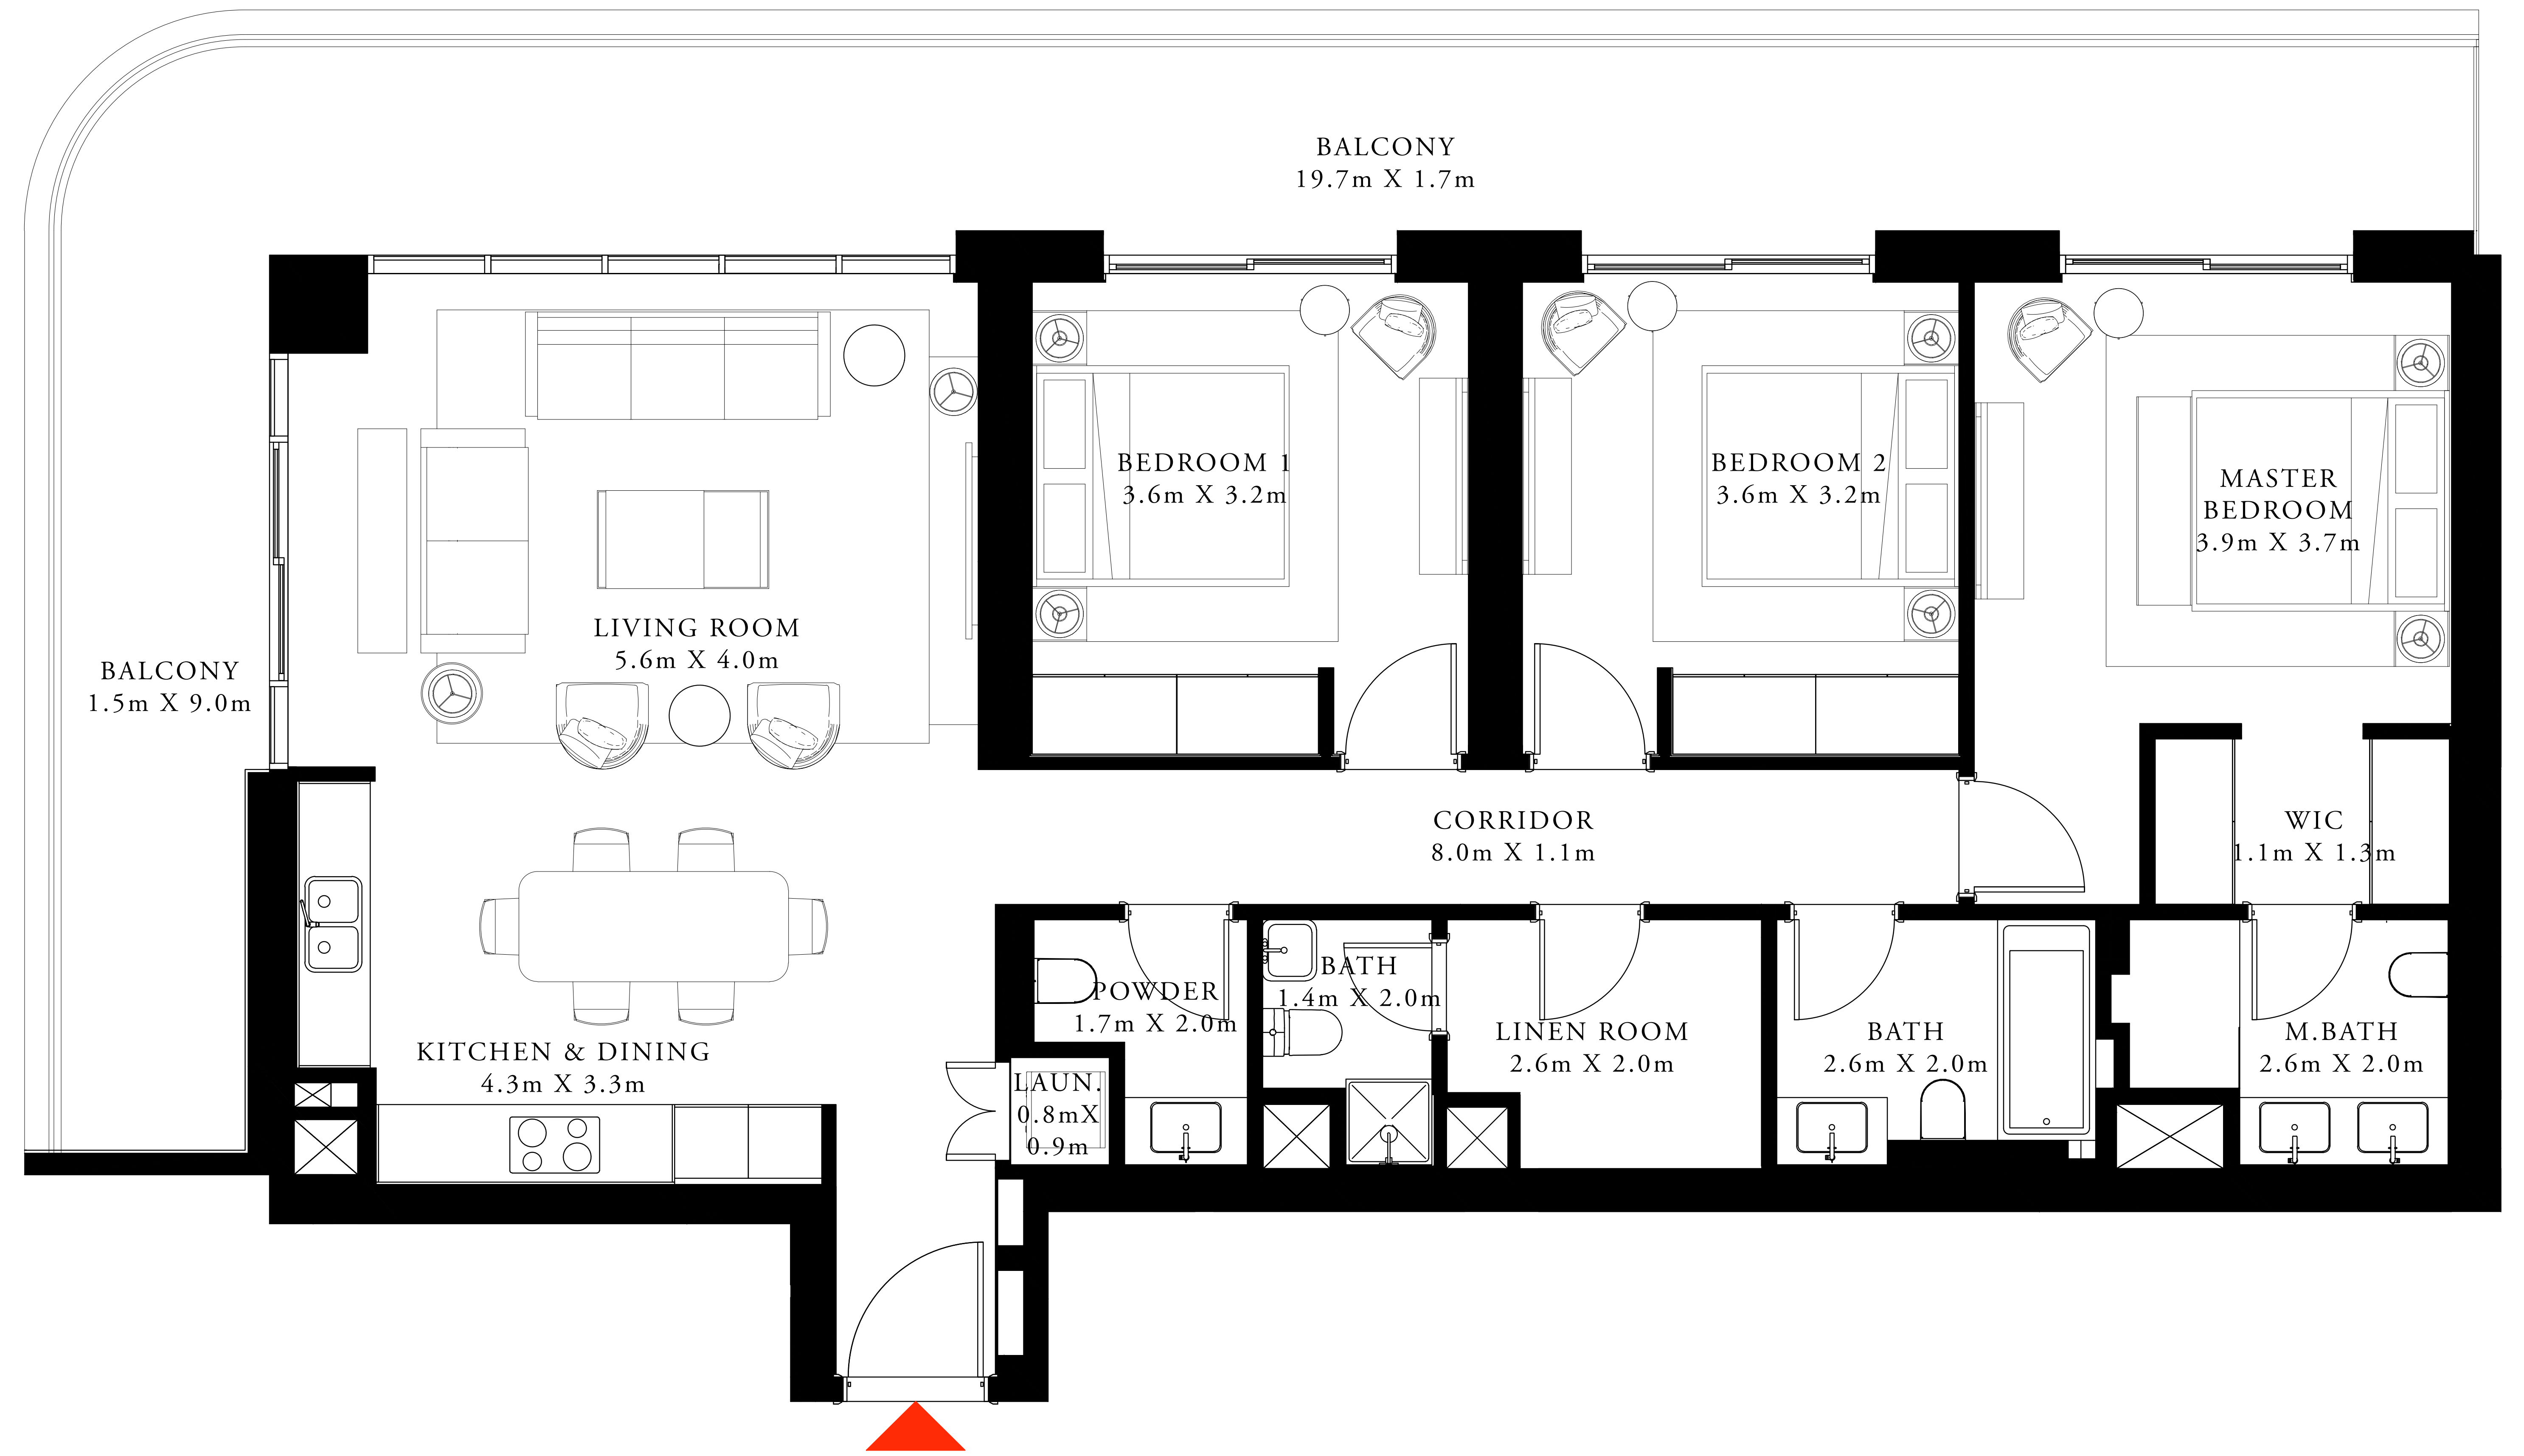 BALCONY
19.7m X 1.7m
BEDROOM 1
3.6m X 3.2m
BEDROOM 2
3.6m X 3.2m
MASTER
BEDROOM
3.9m X 3.7m
LIVING ROOM
5.6m X 4.0m
BALCONY
1.5m X 9.0m
CORRIDOR
8.0m X 1.1m
WIC
1.1m X 1.3m
KITCHEN & DINING
4.3m X 3.3m
POWDER
1.7m X 2.0m
BATH
1.4m X 2.0m
LINEN ROOM
2.6m X 2.0m
BATH
2.6m X 2.0m
M.BATH
2.6m X 2.0m
LAUN.
0.8mX
0.9m